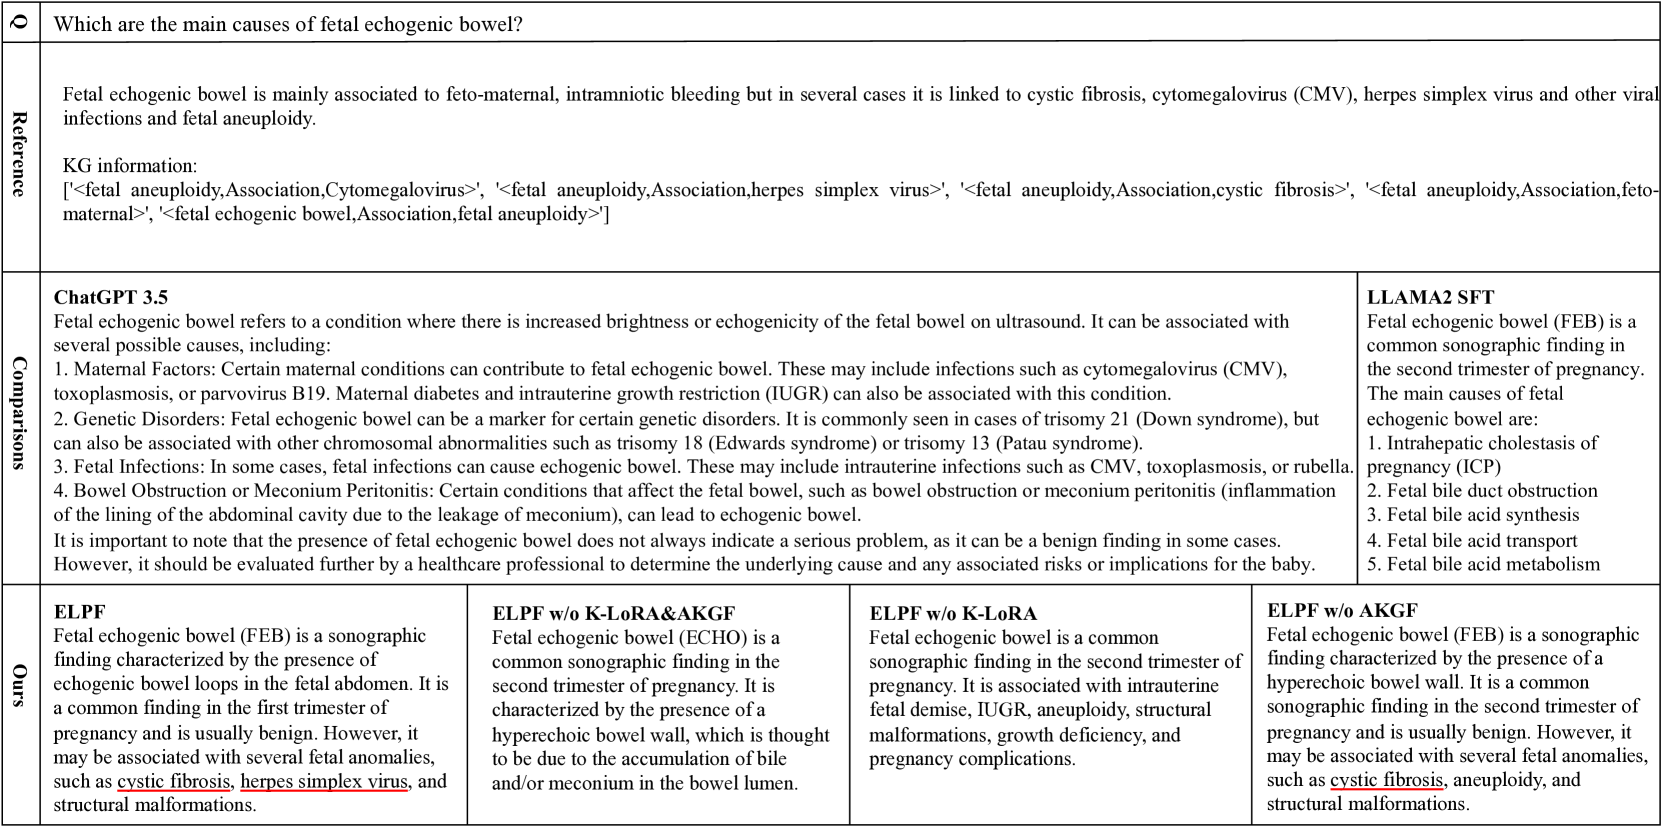 Q
Which are the main causes of fetal echogenic bowel?
Reference
Fetal echogenic bowel is mainly associated to feto-maternal, intramniotic bleeding but in several cases it is linked to cystic fibrosis, cytomegalovirus (CMV), herpes simplex virus and other viral
infections and fetal aneuploidy.
KG information:
['<fetal aneuploidy,Association,Cytomegalovirus>', '<fetal aneuploidy,Association,herpes simplex virus>', '<fetal aneuploidy,Association,cystic fibrosis>', '<fetal aneuploidy,Association,feto-
maternal>', '<fetal echogenic bowel,Association,fetal aneuploidy>']
Comparisons
ChatGPT 3.5
Fetal echogenic bowel refers to a condition where there is increased brightness or echogenicity of the fetal bowel on ultrasound. It can be associated with
several possible causes, including:
1. Maternal Factors: Certain maternal conditions can contribute to fetal echogenic bowel. These may include infections such as cytomegalovirus (CMV),
toxoplasmosis, or parvovirus B19. Maternal diabetes and intrauterine growth restriction (IUGR) can also be associated with this condition.
2. Genetic Disorders: Fetal echogenic bowel can be a marker for certain genetic disorders. It is commonly seen in cases of trisomy 21 (Down syndrome), but
can also be associated with other chromosomal abnormalities such as trisomy 18 (Edwards syndrome) or trisomy 13 (Patau syndrome).
3. Fetal Infections: In some cases, fetal infections can cause echogenic bowel. These may include intrauterine infections such as CMV, toxoplasmosis, or rubella.
4. Bowel Obstruction or Meconium Peritonitis: Certain conditions that affect the fetal bowel, such as bowel obstruction or meconium peritonitis (inflammation
of the lining of the abdominal cavity due to the leakage of meconium), can lead to echogenic bowel.
It is important to note that the presence of fetal echogenic bowel does not always indicate a serious problem, as it can be a benign finding in some cases.
However, it should be evaluated further by a healthcare professional to determine the underlying cause and any associated risks or implications for the baby.
LLAMA2 SFT
Fetal echogenic bowel (FEB) is a
common sonographic finding in
the second trimester of pregnancy.
The main causes of fetal
echogenic bowel are:
1. Intrahepatic cholestasis of
pregnancy (ICP)
2. Fetal bile duct obstruction
3. Fetal bile acid synthesis
4. Fetal bile acid transport
5. Fetal bile acid metabolism
Ours
ELPF
Fetal echogenic bowel (FEB) is a sonographic
finding characterized by the presence of
echogenic bowel loops in the fetal abdomen. It is
a common finding in the first trimester of
pregnancy and is usually benign. However, it
may be associated with several fetal anomalies,
such as cystic fibrosis, herpes simplex virus, and
structural malformations.
ELPF w/o K-LoRA&AKGF
Fetal echogenic bowel (ECHO) is a
common sonographic finding in the
second trimester of pregnancy. It is
characterized by the presence of a
hyperechoic bowel wall, which is thought
to be due to the accumulation of bile
and/or meconium in the bowel lumen.
ELPF w/o K-LoRA
Fetal echogenic bowel is a common
sonographic finding in the second trimester of
pregnancy. It is associated with intrauterine
fetal demise, IUGR, aneuploidy, structural
malformations, growth deficiency, and
pregnancy complications.
ELPF w/o AKGF
Fetal echogenic bowel (FEB) is a sonographic
finding characterized by the presence of a
hyperechoic bowel wall. It is a common
sonographic finding in the second trimester of
pregnancy and is usually benign. However, it
may be associated with several fetal anomalies,
such as cystic fibrosis, aneuploidy, and
structural malformations.